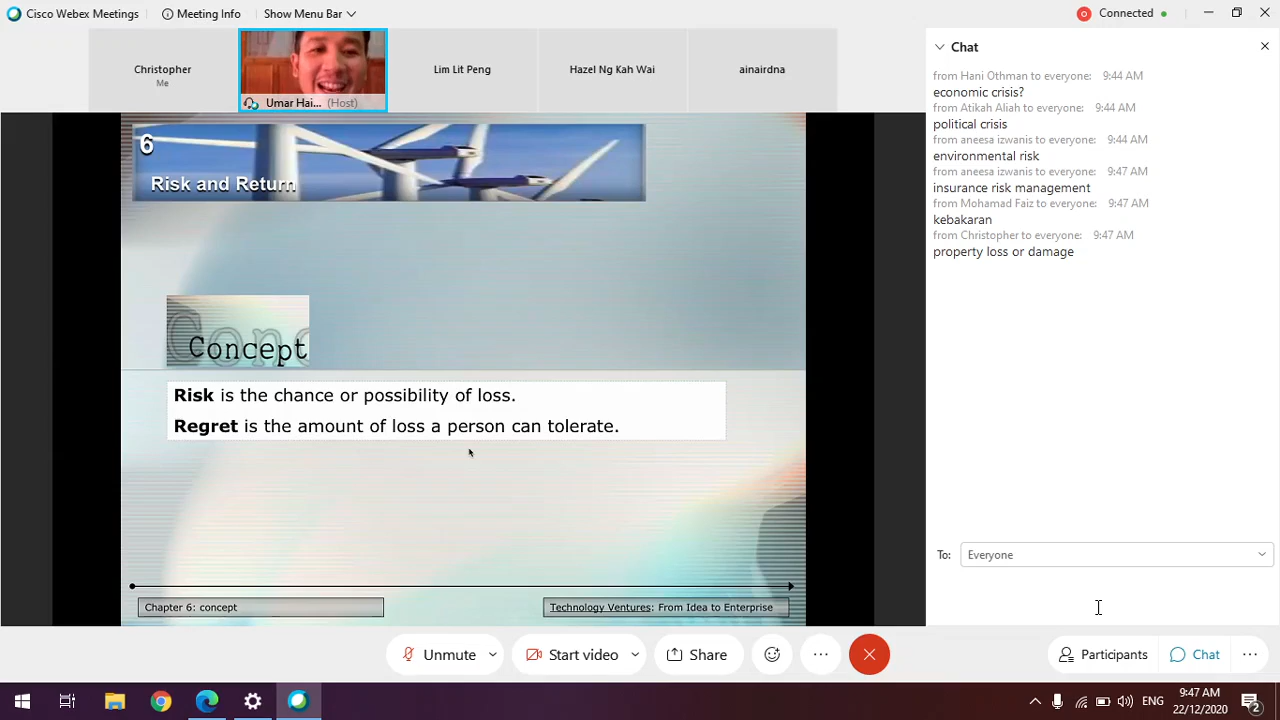 Cisco Webex Meetings
Meeting Info
Show Menu Bar
Connected
Christopher
Me
Umar Hai... (Host)
Lim Lit Peng
Hazel Ng Kah Wai
ainairdna
6
Risk and Return
Concept
Risk is the chance or possibility of loss.
Regret is the amount of loss a person can tolerate.
Chapter 6: concept
Technology Ventures: From Idea to Enterprise
Chat
from Hani Othman to everyone: 9:44 AM
economic crisis?
from Atikah Aliah to everyone: 9:44 AM
political crisis
from aneesa izwanis to everyone: 9:44 AM
environmental risk
from aneesa izwanis to everyone: 9:47 AM
insurance risk management
from Mohamad Faiz to everyone: 9:47 AM
kebakaran
from Christopher to everyone: 9:47 AM
property loss or damage
To: Everyone
Unmute
Start video
Share
Participants
Chat
ENG
9:47 AM
22/12/2020
2